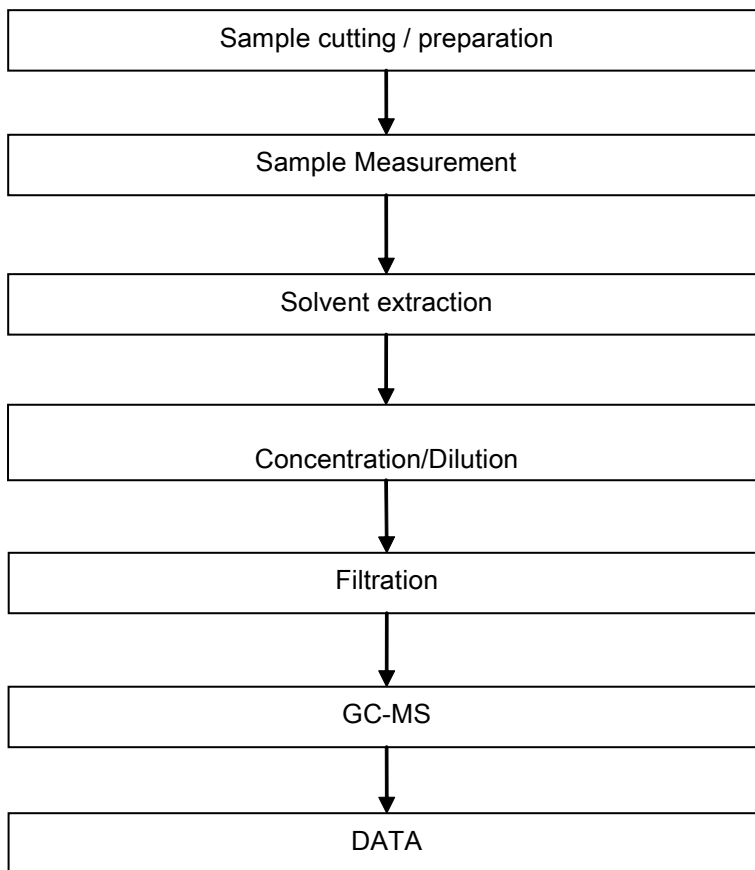 Sample cutting / preparation
Sample Measurement
Solvent extraction
Concentration/Dilution
Filtration
GC-MS
DATA